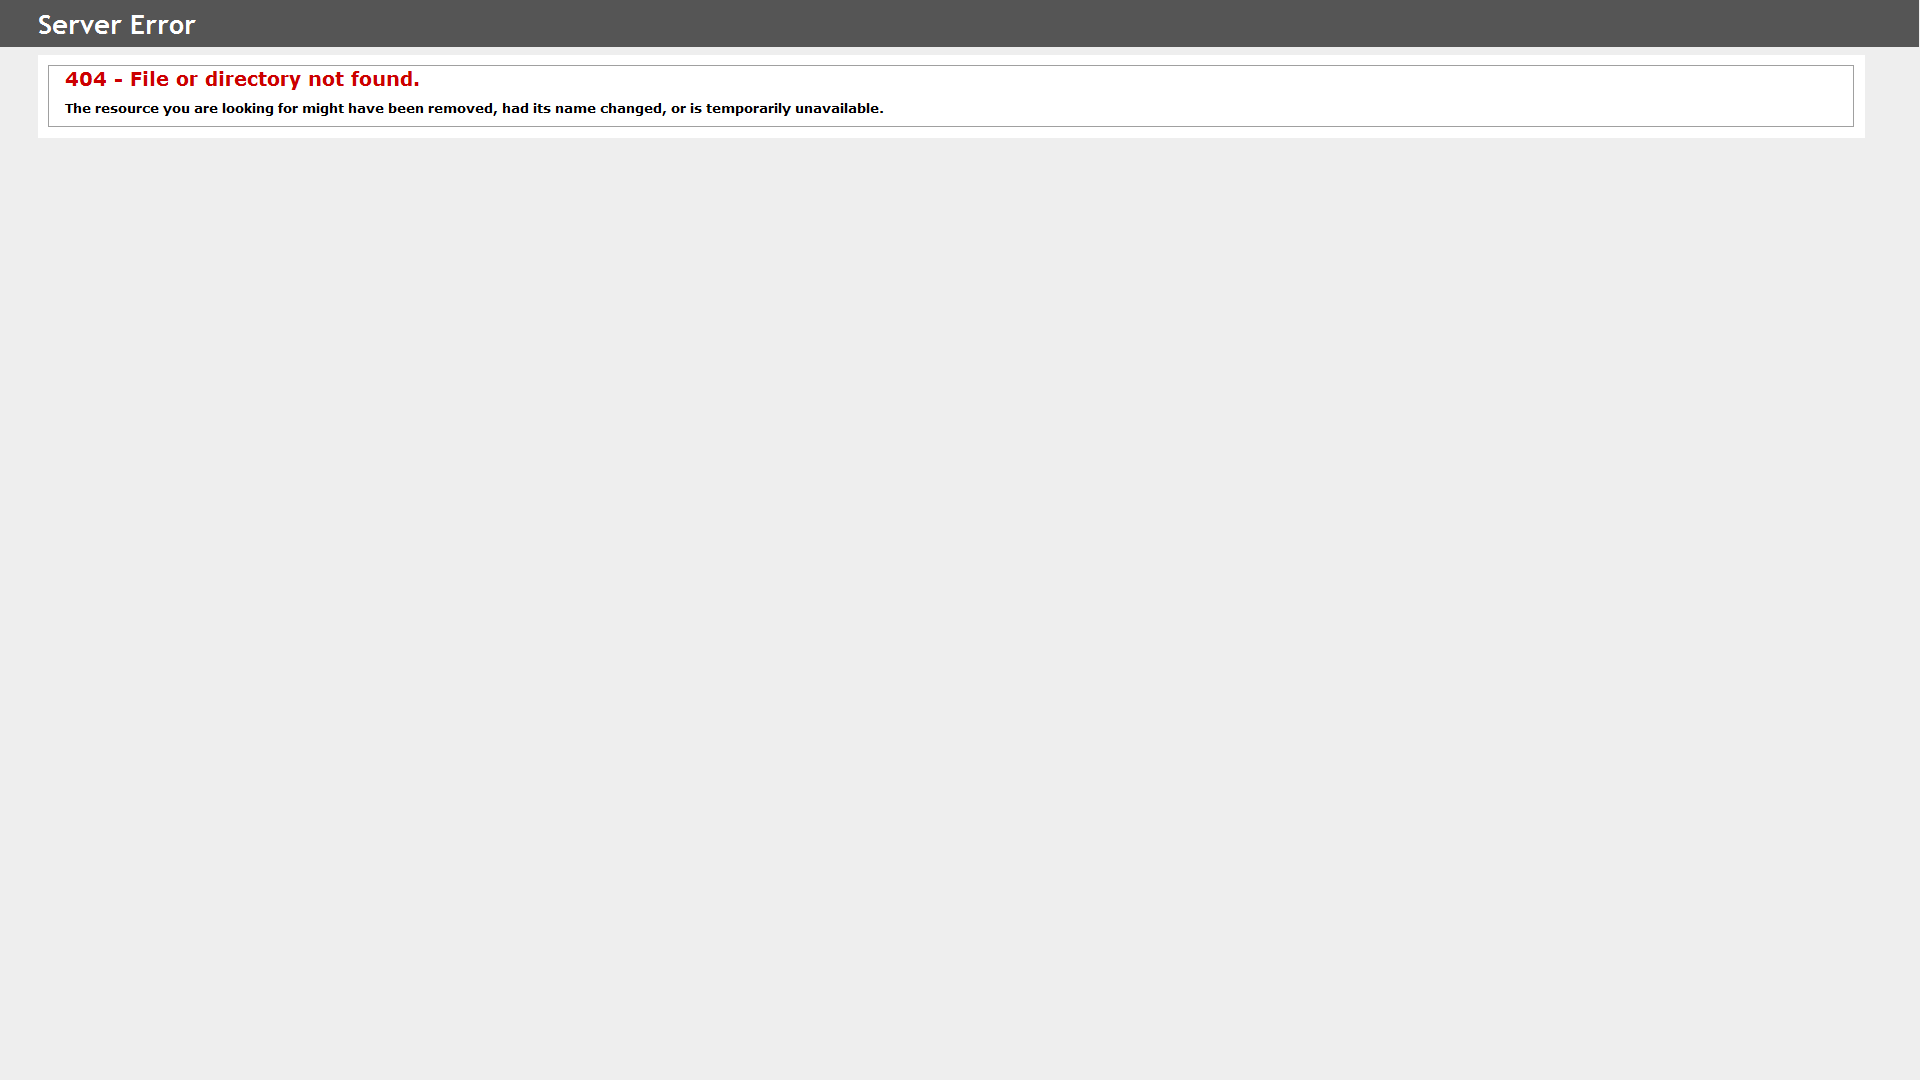 Server Error
404 - File or directory not found.
The resource you are looking for might have been removed, had its name changed, or is temporarily unavailable.